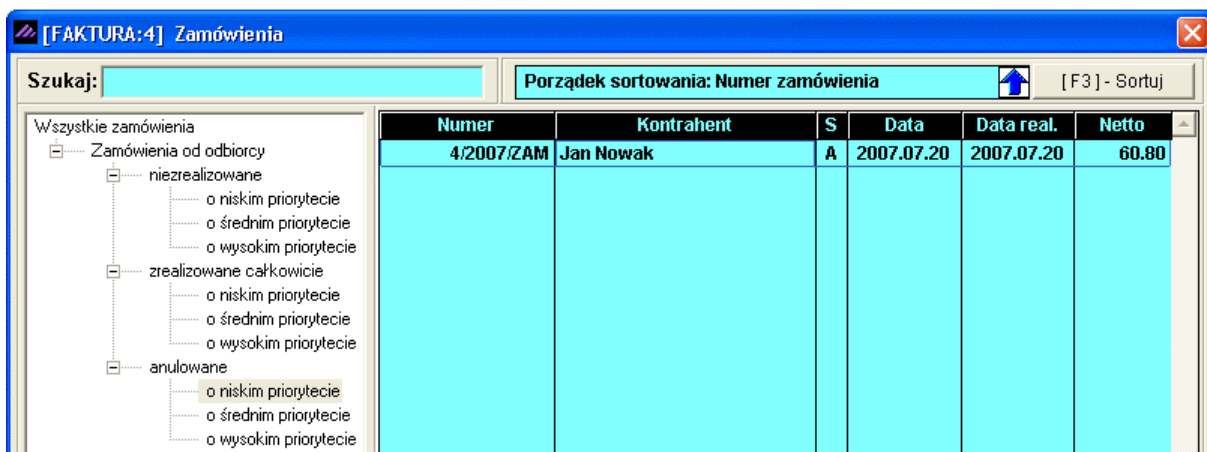 [FAKTURA:4] Zamówienia
Szukaj:
Porządek sortowania: Numer zamówienia
[ F3 ] - Sortuj
Wszystkie zamówienia
Zamówienia od odbiorcy
niezrealizowane
o niskim priorytecie
o średnim priorytecie
o wysokim priorytecie
zrealizowane całkowicie
o niskim priorytecie
o średnim priorytecie
o wysokim priorytecie
anulowane
o niskim priorytecie
o średnim priorytecie
o wysokim priorytecie
Numer Kontrahent S Data Data real. Netto
4/2007/ZAM Jan Nowak A 2007.07.20 2007.07.20 60.80